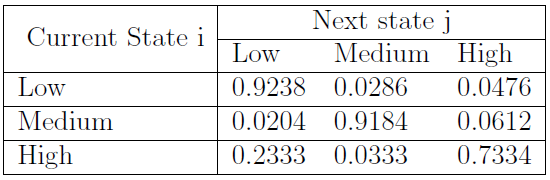 Current State i Next state j
Low Medium High
Low 0.9238 0.0286 0.0476
Medium 0.0204 0.9184 0.0612
High 0.2333 0.0333 0.7334